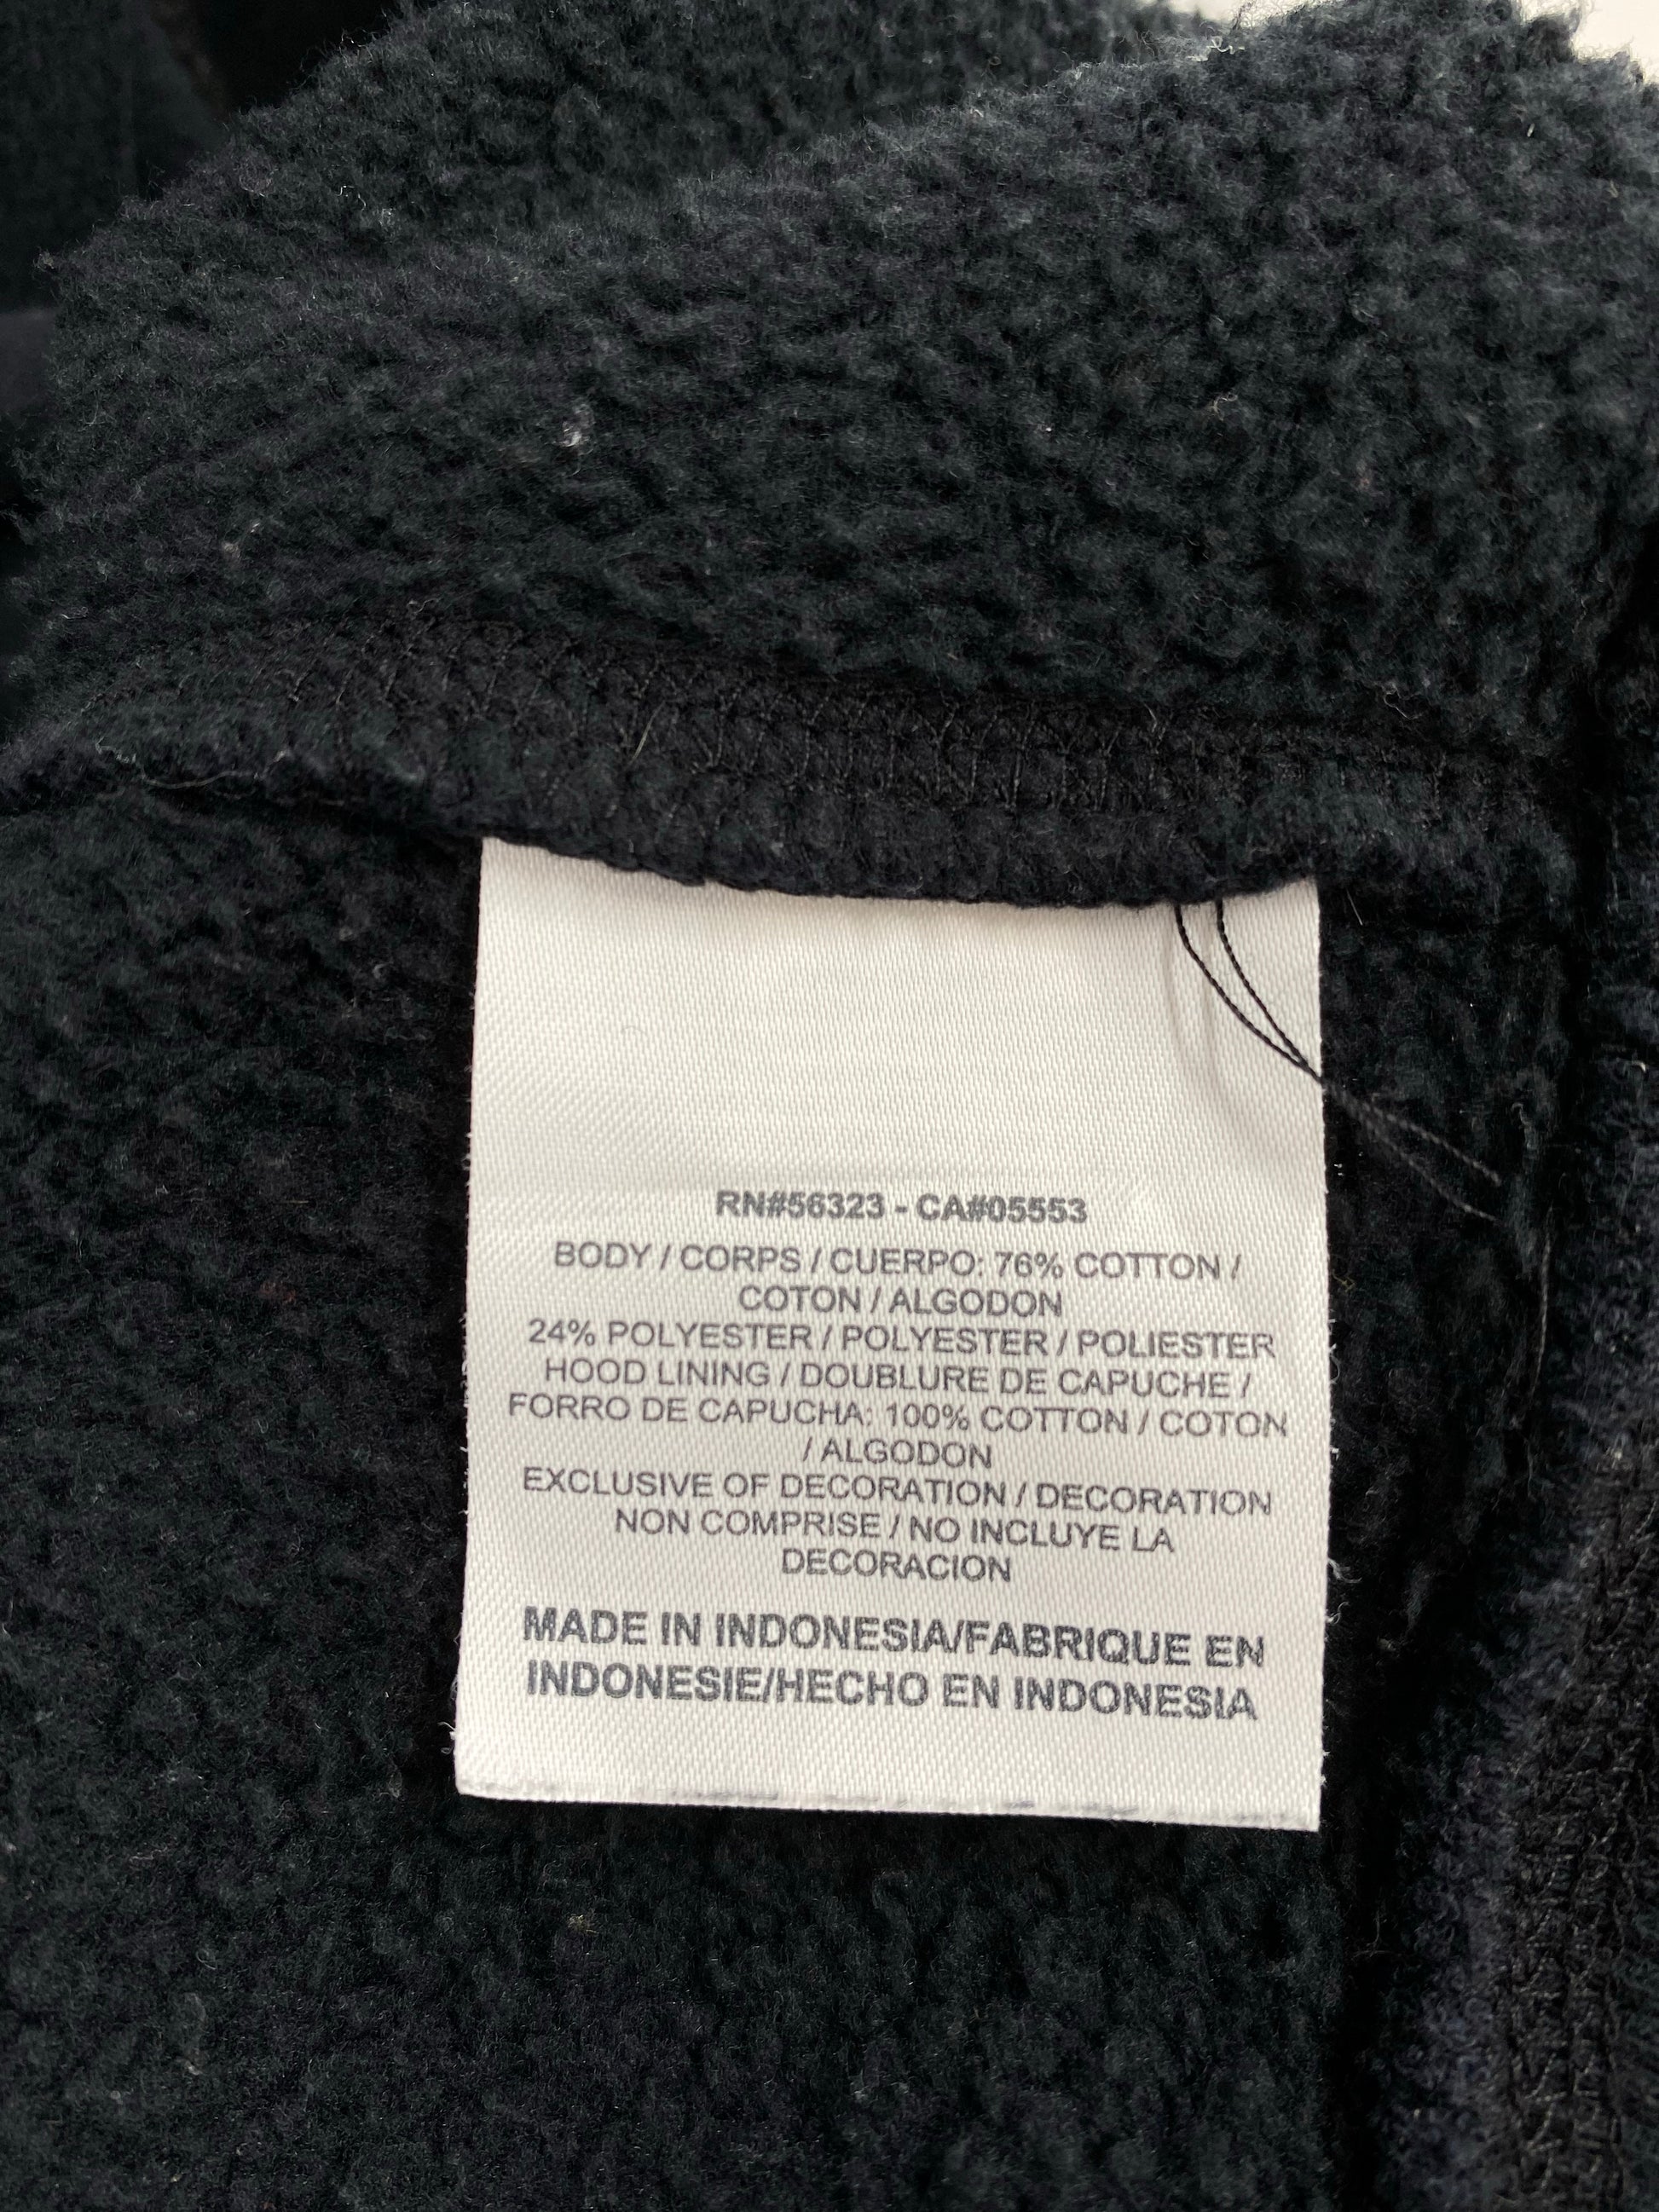 RN#56323 - CA#05553
BODY / CORPS / CUERPO: 76% COTTON /
COTON / ALGODON
24% POLYESTER / POLYESTER / POLIESTER
HOOD LINING / DOUBLURE DE CAPUCHE /
FORRO DE CAPUCHA: 100% COTTON / COTON
/ ALGODON
EXCLUSIVE OF DECORATION / DECORATION
NON COMPRISE / NO INCLUYE LA
DECORACION
MADE IN INDONESIA/FABRIQUE EN
INDONESIE/HECHO EN INDONESIA